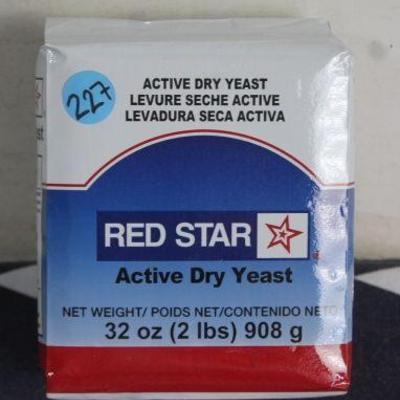 227
ACTIVE DRY YEAST
LEVURE SECHE ACTIVE
LEVADURA SECA ACTIVA
RED STAR
Active Dry Yeast
NET WEIGHT/ POIDS NET/CONTENIDO NETO
32 oz (2 lbs) 908 g